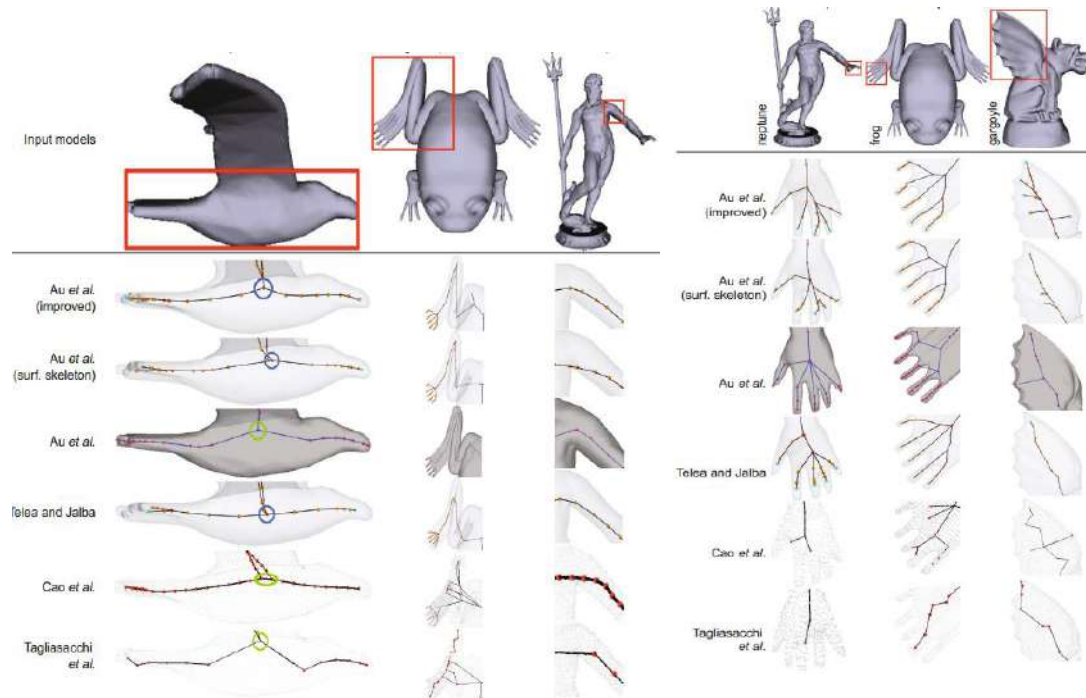 Input models
Au et al.
(improved)
Au et al.
(surf. skeleton)
Au et al.
Telea and Jalba
Cao et al.
Tagliasacchi
et al.
neptune
frog
gargoyle
Au et al.
(improved)
Au et al.
(surf. skeleton)
Au et al.
Telea and Jalba
Cao et al.
Tagliasacchi
et al.